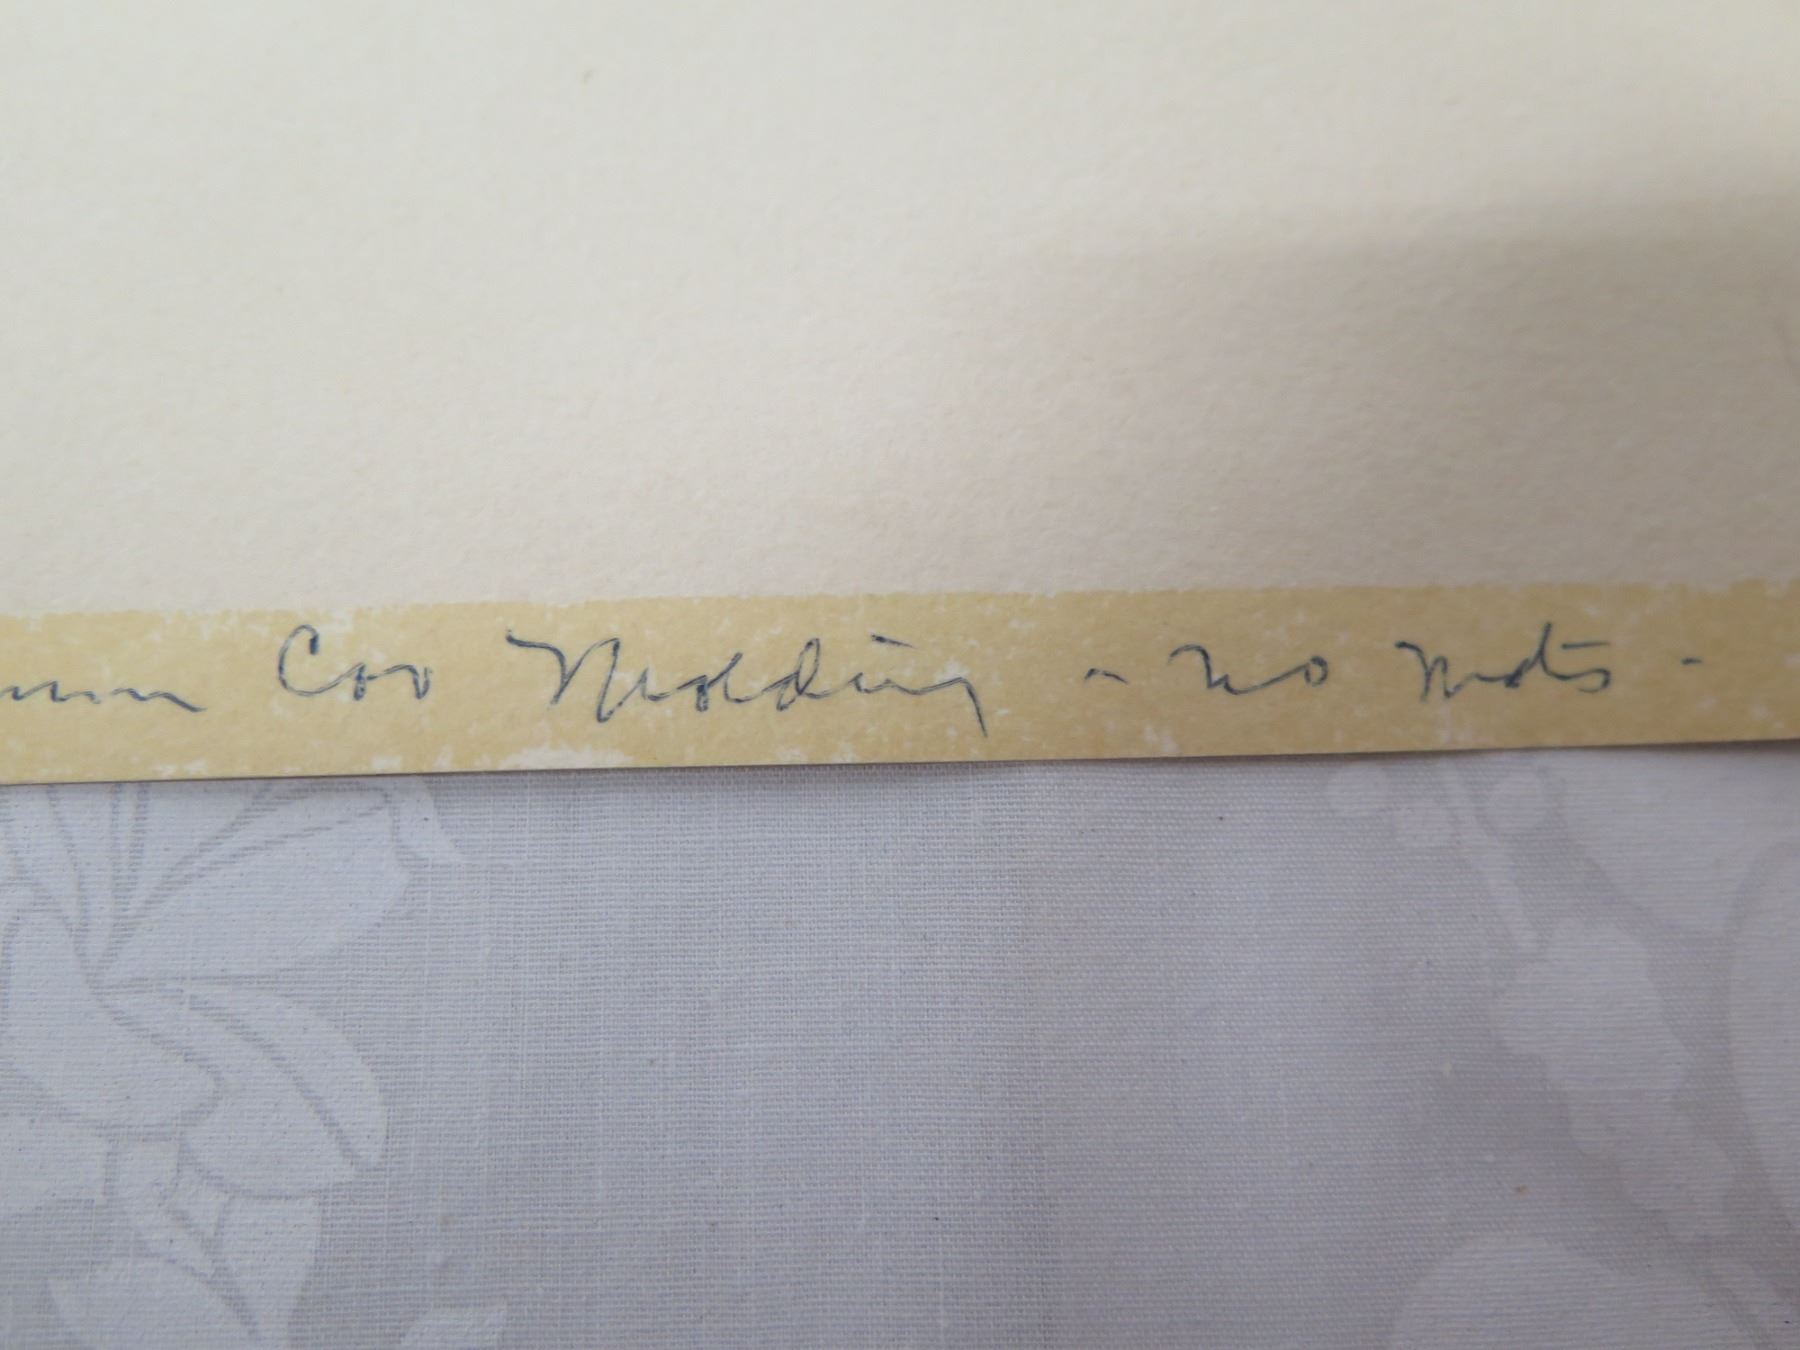 Cov Molding - no mats -